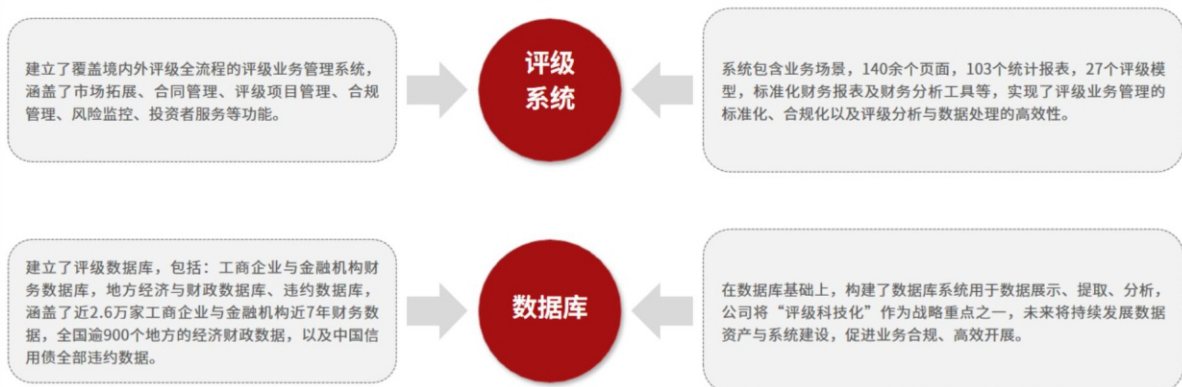 建立了覆盖境内外评级全流程的评级业务管理系统，
涵盖了市场拓展、合同管理、评级项目管理、合规
管理、风险监控、投资者服务等功能。
评级
系统
系统包含业务场景，140余个页面，103个统计报表，27个评级模
型，标准化财务报表及财务分析工具等，实现了评级业务管理的
标准化、合规化以及评级分析与数据处理的高效性。
建立了评级数据库，包括：工商企业与金融机构财
务数据库，地方经济与财政数据库、违约数据库，
涵盖了近2.6万家工商企业与金融机构近7年财务数
据，全国逾900个地方的经济财政数据，以及中国信
用债全部违约数据。
数据库
在数据库基础上，构建了数据库系统用于数据展示、提取、分析，
公司将“评级科技化”作为战略重点之一，未来将持续发展数据
资产与系统建设，促进业务合规、高效开展。